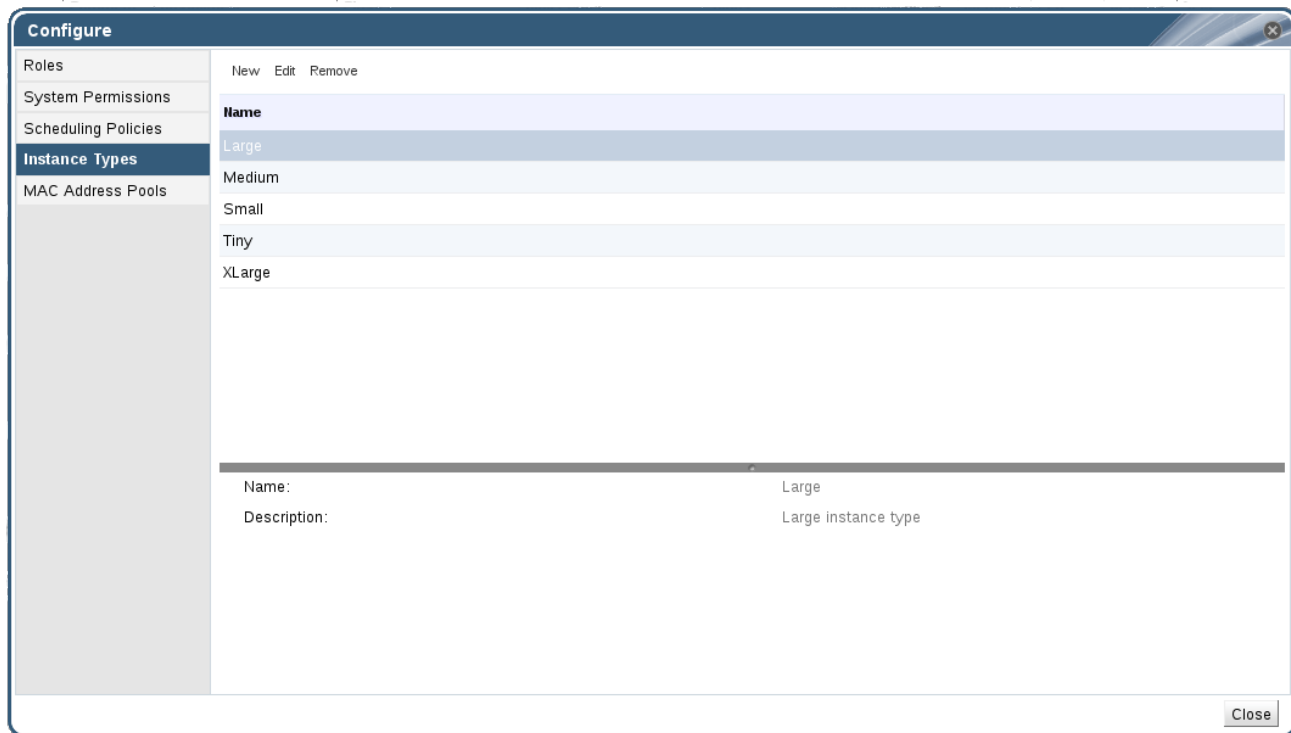 Configure
Roles
System Permissions
Scheduling Policies
Instance Types
MAC Address Pools
New Edit Remove
Name
Large
Medium
Small
Tiny
XLarge
Name: Large
Description: Large instance type
Close